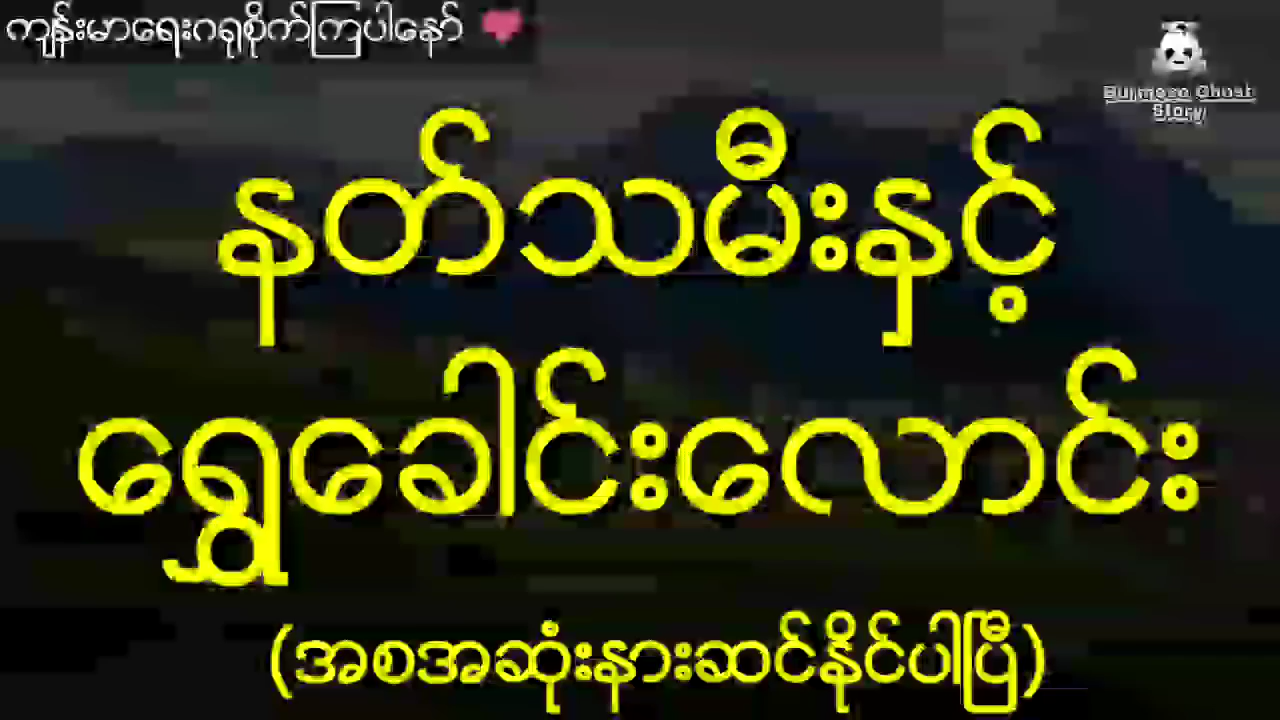 ကျန်းမာရေးဂရုစိုက်ကြပါနော်
Burmese Ghost
Story
နတ်သမီးနှင့်
ရွှေခေါင်းလောင်း
(အစအဆုံးနားဆင်နိုင်ပါပြီ)